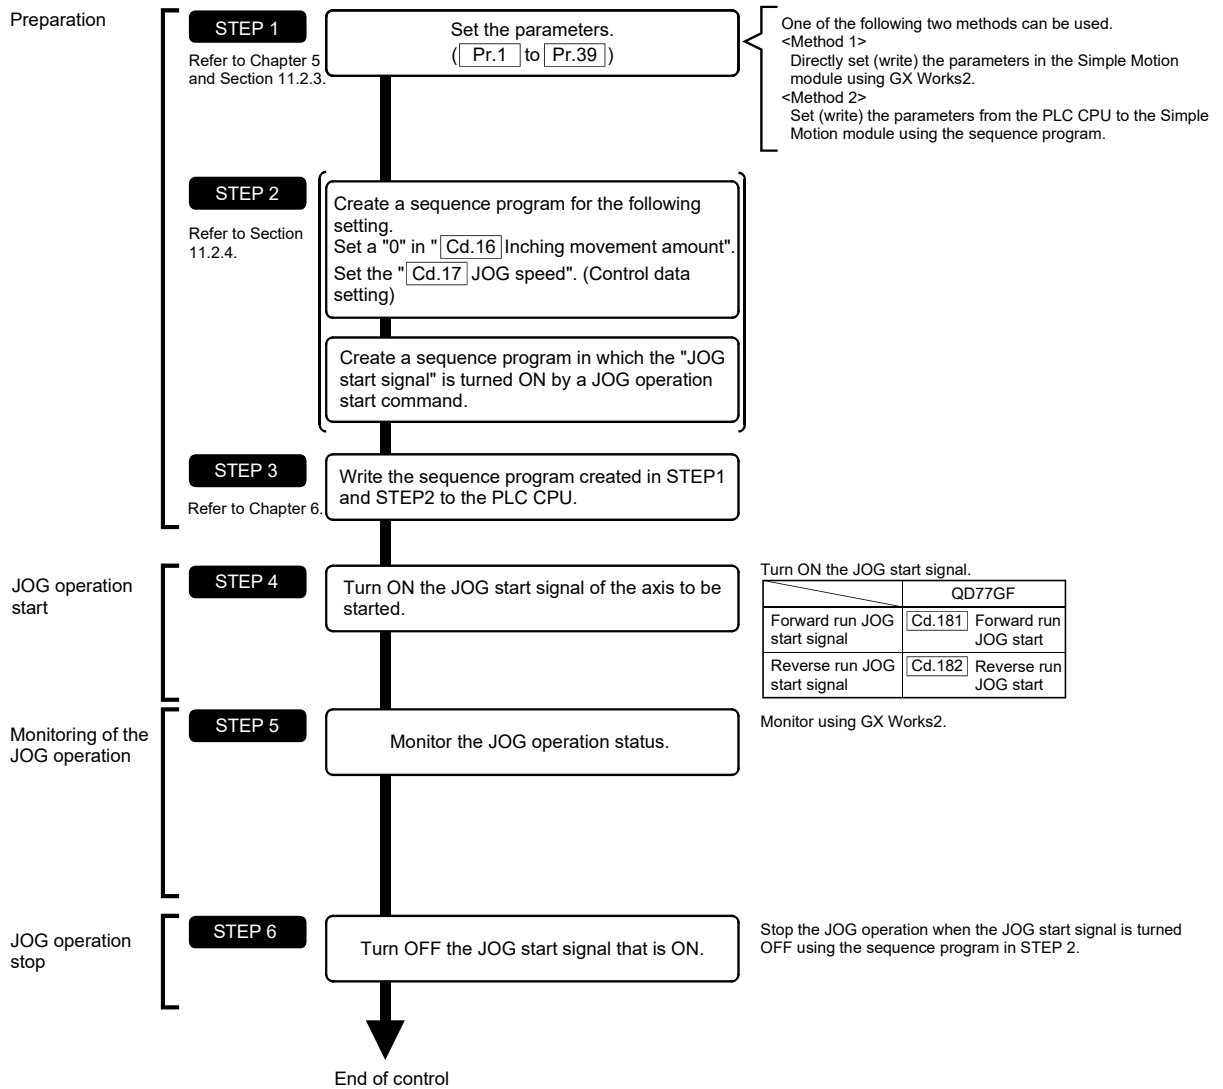 Preparation
STEP 1
Refer to Chapter 5
and Section 11.2.3.
Set the parameters.
( Pr.1 to Pr.39 )
One of the following two methods can be used.
<Method 1>
Directly set (write) the parameters in the Simple Motion
module using GX Works2.
<Method 2>
Set (write) the parameters from the PLC CPU to the Simple
Motion module using the sequence program.
STEP 2
Refer to Section
11.2.4.
Create a sequence program for the following
setting.
Set a "0" in " Cd.16 Inching movement amount".
Set the " Cd.17 JOG speed". (Control data
setting)
Create a sequence program in which the "JOG
start signal" is turned ON by a JOG operation
start command.
STEP 3
Refer to Chapter 6.
Write the sequence program created in STEP1
and STEP2 to the PLC CPU.
JOG operation
start
STEP 4
Turn ON the JOG start signal of the axis to be
started.
Turn ON the JOG start signal.
QD77GF
Forward run JOG
start signal
Cd.181 Forward run
JOG start
Reverse run JOG
start signal
Cd.182 Reverse run
JOG start
Monitoring of the
JOG operation
STEP 5
Monitor the JOG operation status.
Monitor using GX Works2.
JOG operation
stop
STEP 6
Turn OFF the JOG start signal that is ON.
Stop the JOG operation when the JOG start signal is turned
OFF using the sequence program in STEP 2.
End of control